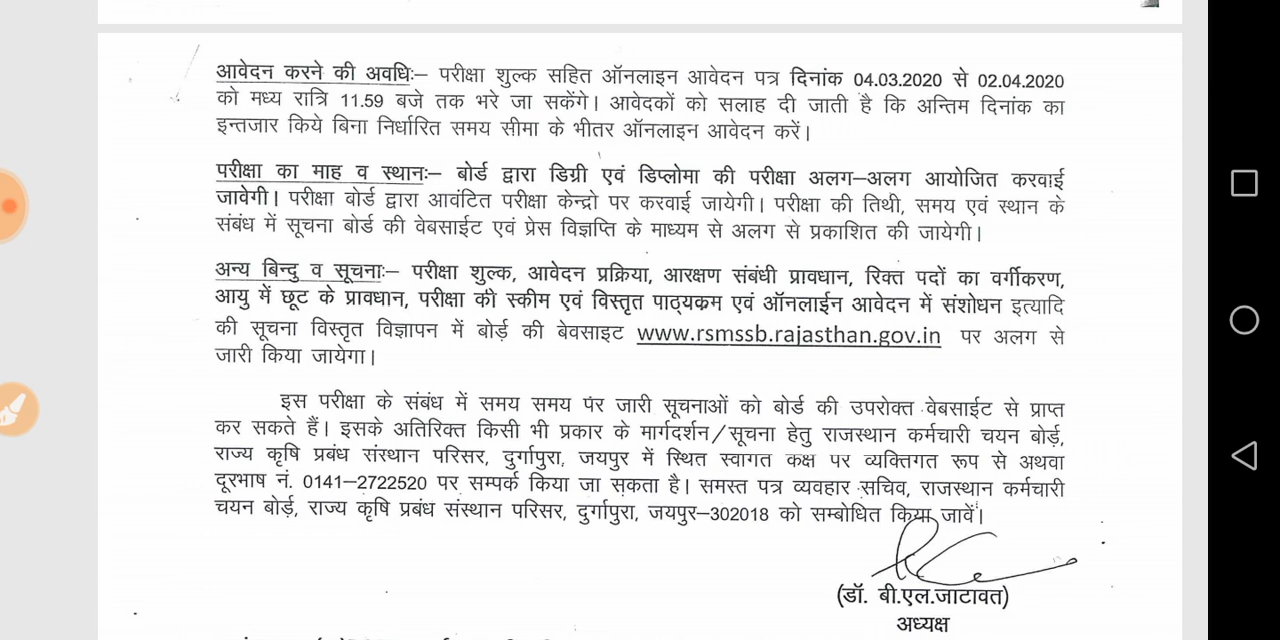 आवेदन करने की अवधिः– परीक्षा शुल्क सहित ऑनलाइन आवेदन पत्र दिनांक 04.03.2020 से 02.04.2020
को मध्य रात्रि 11.59 बजे तक भरे जा सकेंगे। आवेदकों को सलाह दी जाती है कि अन्तिम दिनांक का
इन्तजार किये बिना निर्धारित समय सीमा के भीतर ऑनलाइन आवेदन करें।
परीक्षा का माह व स्थानः– बोर्ड द्वारा डिग्री एवं डिप्लोमा की परीक्षा अलग–अलग आयोजित करवाई
जावेगी। परीक्षा बोर्ड द्वारा आवंटित परीक्षा केन्द्रो पर करवाई जायेगी। परीक्षा की तिथी, समय एवं स्थान के
संबंध में सूचना बोर्ड की वेबसाईट एवं प्रेस विज्ञप्ति के माध्यम से अलग से प्रकाशित की जायेगी।
अन्य बिन्दु व सूचनाः– परीक्षा शुल्क, आवेदन प्रक्रिया, आरक्षण संबंधी प्रावधान, रिक्त पदों का वर्गीकरण,
आयु में छूट के प्रावधान, परीक्षा की स्कीम एवं विस्तृत पाठ्यक्रम एवं ऑनलाईन आवेदन में संशोधन इत्यादि
की सूचना विस्तृत विज्ञापन में बोर्ड़ की बेवसाइट www.rsmssb.rajasthan.gov.in पर अलग से
जारी किया जायेगा।
इस परीक्षा के संबंध में समय समय पर जारी सूचनाओं को बोर्ड की उपरोक्त वेबसाईट से प्राप्त
कर सकते हैं। इसके अतिरिक्त किसी भी प्रकार के मार्गदर्शन/सूचना हेतु राजस्थान कर्मचारी चयन बोर्ड़,
राज्य कृषि प्रबंध संस्थान परिसर, दुर्गापुरा, जयपुर में स्थित स्वागत कक्ष पर व्यक्तिगत रूप से अथवा
दूरभाष नं. 0141–2722520 पर सम्पर्क किया जा सकता है। समस्त पत्र व्यवहार सचिव, राजस्थान कर्मचारी
चयन बोर्ड़, राज्य कृषि प्रबंध संस्थान परिसर, दुर्गापुरा, जयपुर–302018 को सम्बोधित किया जावें।
(डॉ. बी.एल.जाटावत)
अध्यक्ष